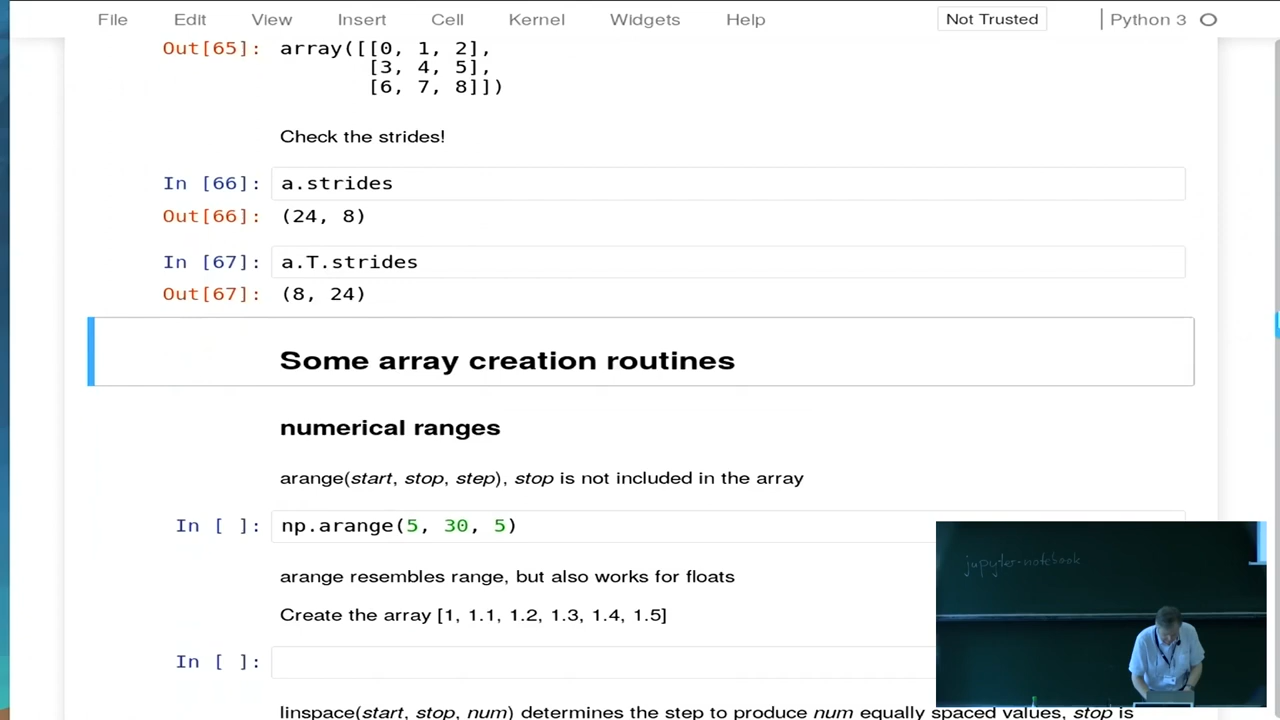 File Edit View Insert Cell Kernel Widgets Help Not Trusted Python 3
Out[65]: array([[0, 1, 2],
[3, 4, 5],
[6, 7, 8]])
Check the strides!
In [66]: a.strides
Out[66]: (24, 8)
In [67]: a.T.strides
Out[67]: (8, 24)
Some array creation routines
numerical ranges
arange(start, stop, step), stop is not included in the array
In [ ]: np.arange(5, 30, 5)
arange resembles range, but also works for floats
Create the array [1, 1.1, 1.2, 1.3, 1.4, 1.5]
In [ ]:
linspace(start, stop, num) determines the step to produce num equally spaced values, stop is
jupyter-notebook